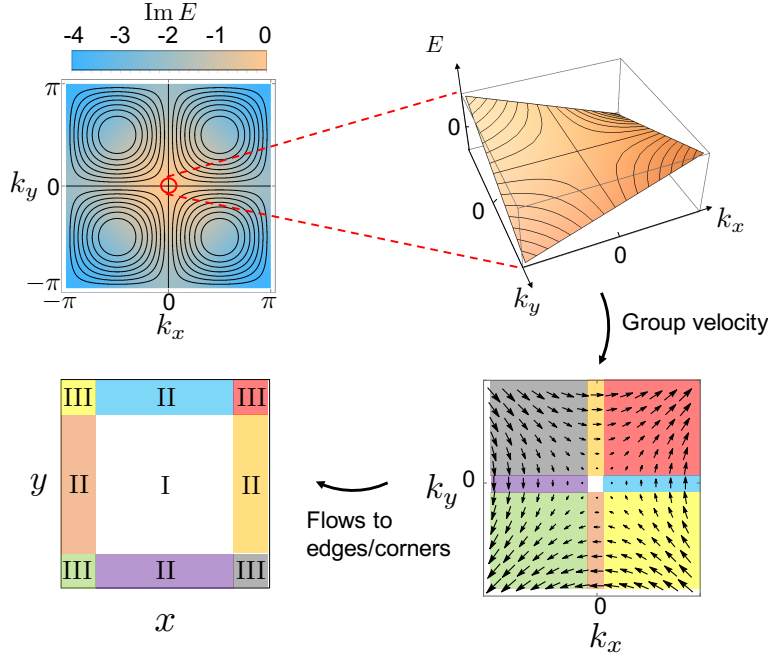 Im E
-4 -3 -2 -1 0
π
k_y 0
−π
−π 0 π
k_x
E
0
0
0
k_x
k_y
Group velocity
III II III
y II I II
III II III
x
Flows to
edges/corners
k_y 0
0
k_x